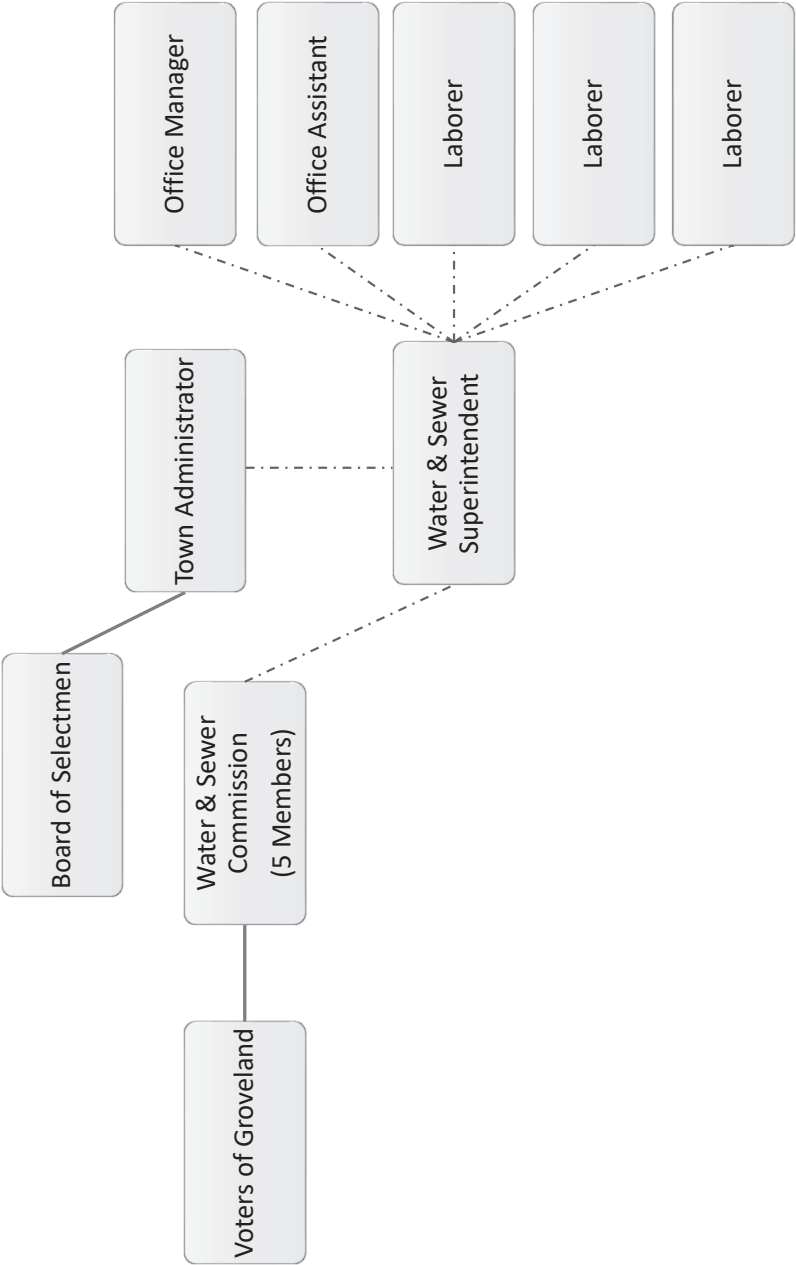 Voters of Groveland
Board of Selectmen
Water & Sewer
Commission
(5 Members)
Town Administrator
Water & Sewer
Superintendent
Office Manager
Office Assistant
Laborer
Laborer
Laborer